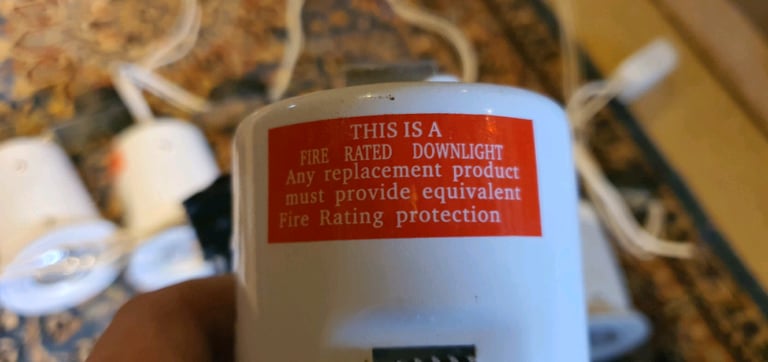 THIS IS A
FIRE RATED DOWNLIGHT
Any replacement product
must provide equivalent
Fire Rating protection